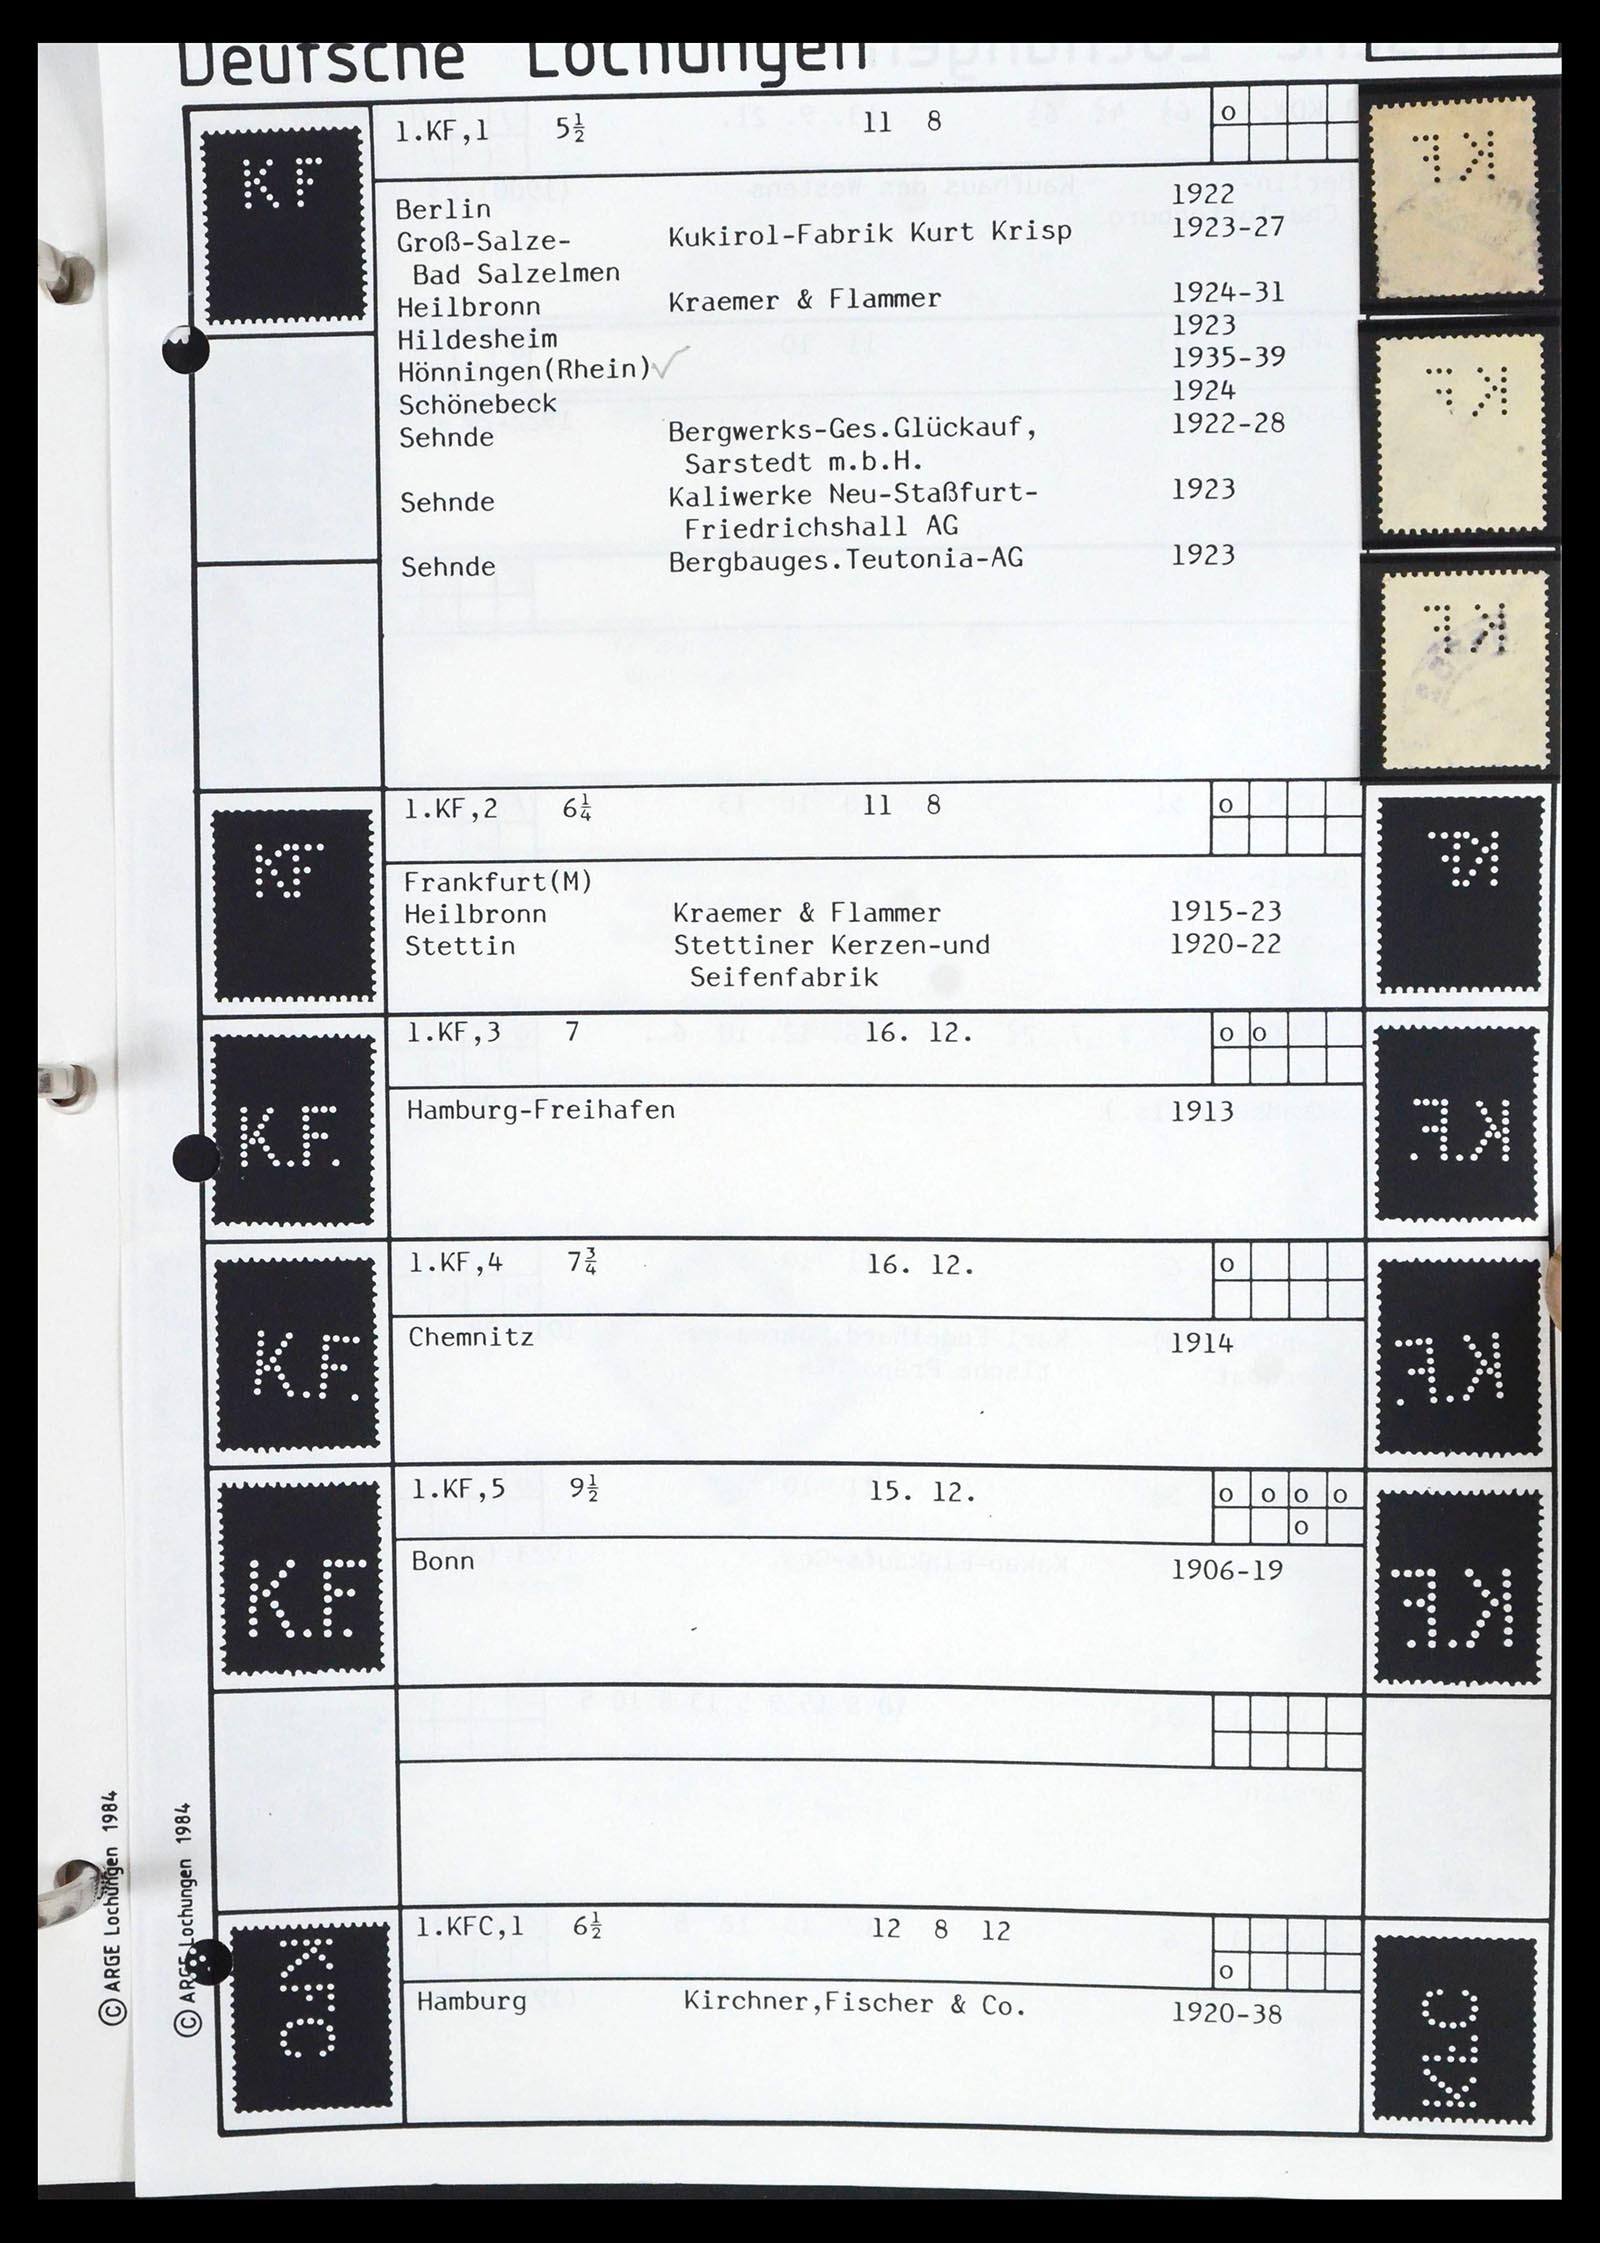 Deutsche Lochungen
K F
1.KF,1 5½ 11 8 o
Berlin 1922
Groß-Salze- Kukirol-Fabrik Kurt Krisp 1923-27
Bad Salzelmen
Heilbronn Kraemer & Flammer 1924-31
Hildesheim 1923
Hönningen(Rhein) ✓ 1935-39
Schönebeck 1924
Sehnde Bergwerks-Ges.Glückauf, 1922-28
Sarstedt m.b.H.
Sehnde Kaliwerke Neu-Staßfurt- 1923
Friedrichshall AG
Sehnde Bergbauges.Teutonia-AG 1923
KF
1.KF,2 6¼ 11 8 o
Frankfurt(M)
Heilbronn Kraemer & Flammer 1915-23
Stettin Stettiner Kerzen-und 1920-22
Seifenfabrik
K.F.
1.KF,3 7 16. 12. o o
Hamburg-Freihafen 1913
K.F.
1.KF,4 7¾ 16. 12. o
Chemnitz 1914
K.F.
1.KF,5 9½ 15. 12. o o o o
o
Bonn 1906-19
KFC
1.KFC,1 6½ 12 8 12
o
Hamburg Kirchner,Fischer & Co. 1920-38
© ARGE Lochungen 1984
© ARGE Lochungen 1984